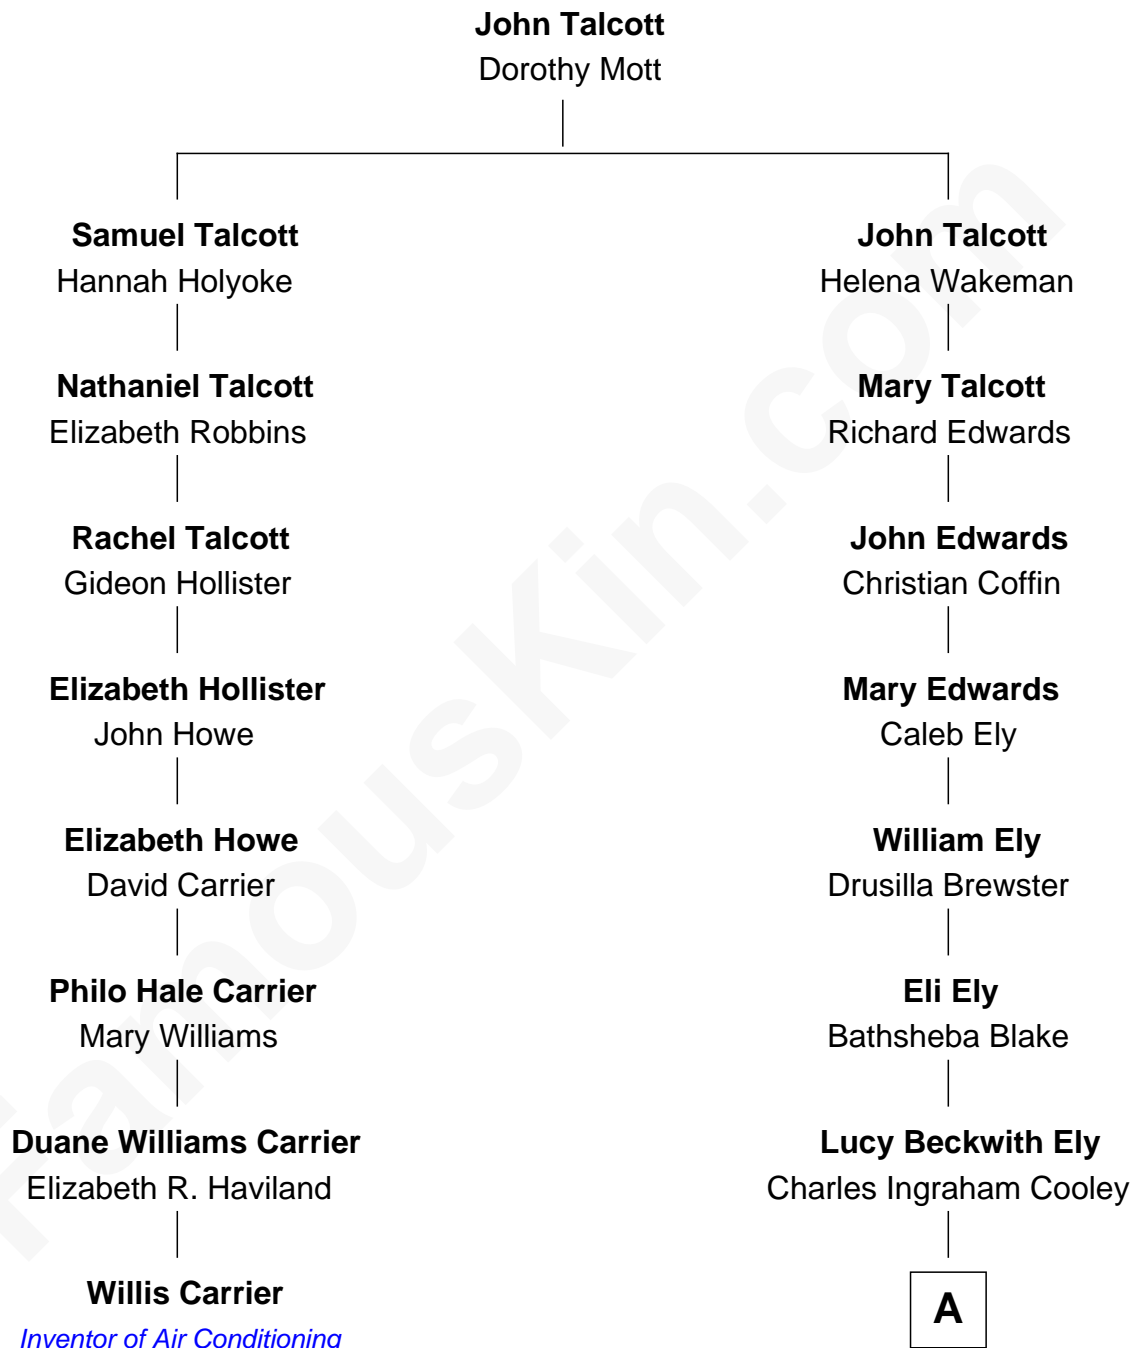 John Talcott
Dorothy Mott
Samuel Talcott
Hannah Holyoke
Nathaniel Talcott
Elizabeth Robbins
Rachel Talcott
Gideon Hollister
Elizabeth Hollister
John Howe
Elizabeth Howe
David Carrier
Philo Hale Carrier
Mary Williams
Duane Williams Carrier
Elizabeth R. Haviland
Willis Carrier
Inventor of Air Conditioning
John Talcott
Helena Wakeman
Mary Talcott
Richard Edwards
John Edwards
Christian Coffin
Mary Edwards
Caleb Ely
William Ely
Drusilla Brewster
Eli Ely
Bathsheba Blake
Lucy Beckwith Ely
Charles Ingraham Cooley
A
FamousKin.com